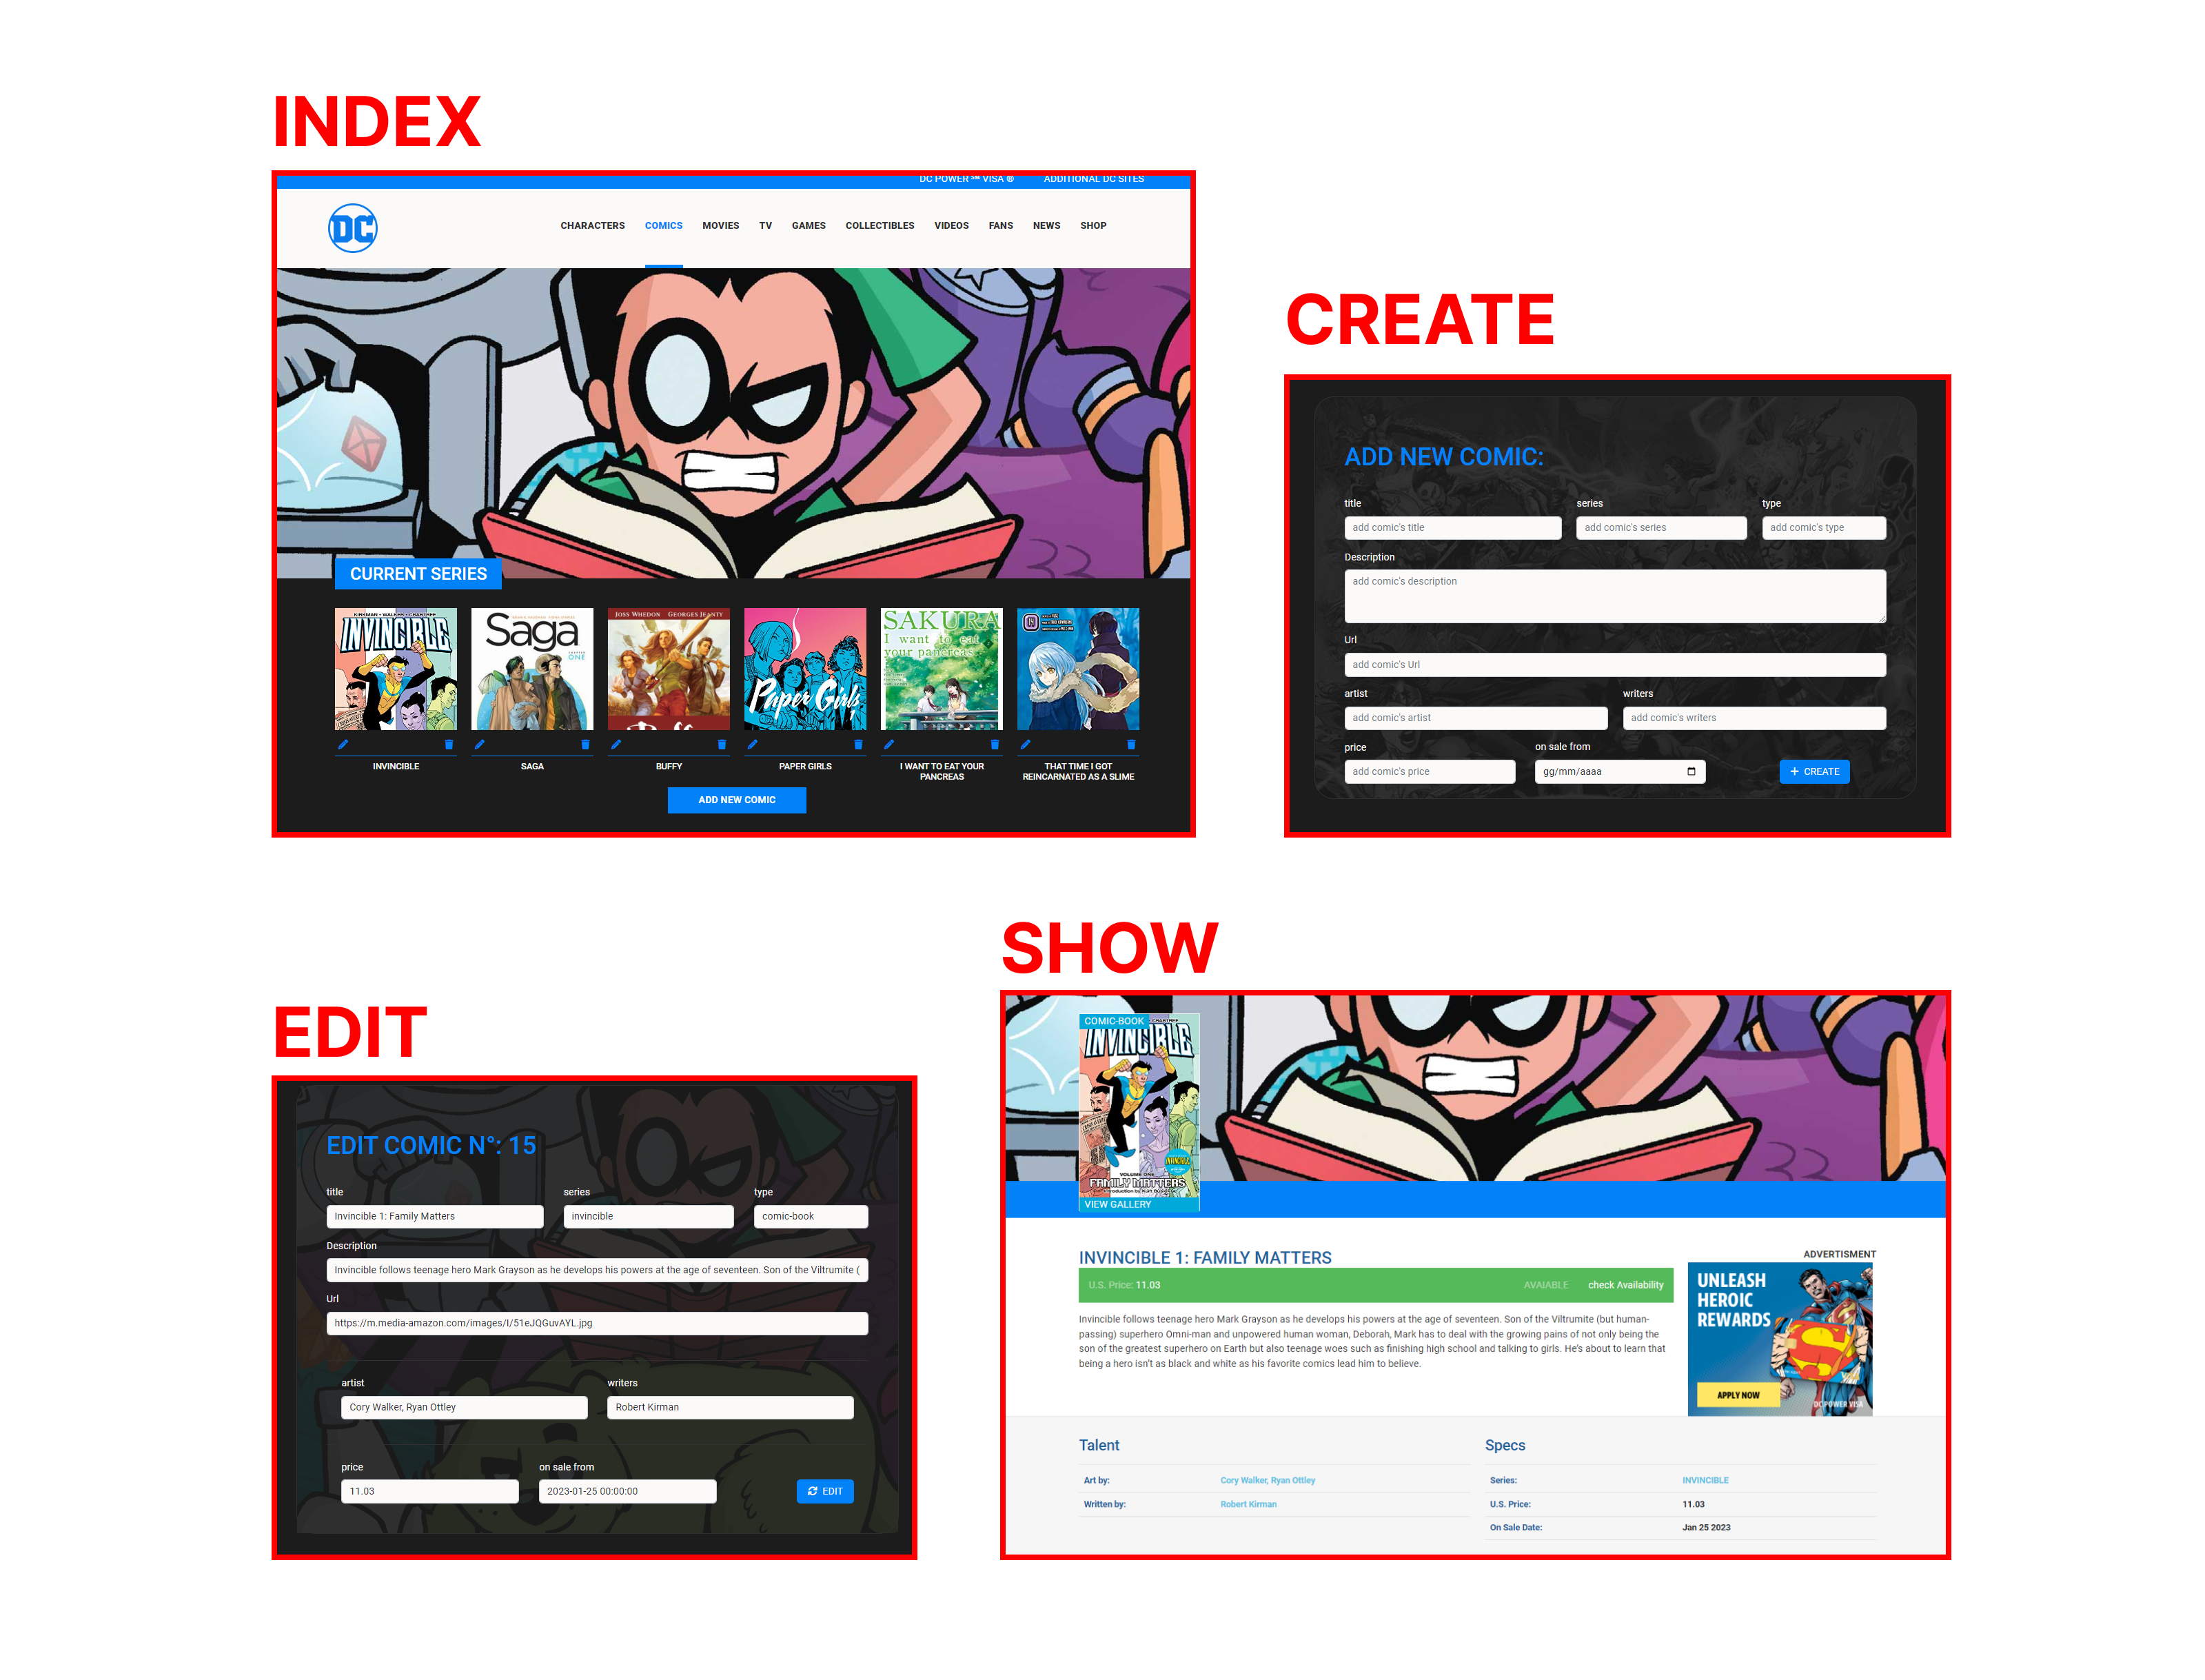 INDEX
DC POWER ℠ VISA ® ADDITIONAL DC SITES
DC
CHARACTERS COMICS MOVIES TV GAMES COLLECTIBLES VIDEOS FANS NEWS SHOP
CURRENT SERIES
KIRKMAN • WALKER • CRABTREE
INVINCIBLE
Saga
CHAPTER ONE
JOSS WHEDON GEORGES JEANTY
Paper Girls
SAKURA
I want to eat
your pancreas
INVINCIBLE
SAGA
BUFFY
PAPER GIRLS
I WANT TO EAT YOUR
PANCREAS
THAT TIME I GOT
REINCARNATED AS A SLIME
ADD NEW COMIC
CREATE
ADD NEW COMIC:
title series type
add comic's title add comic's series add comic's type
Description
add comic's description
Url
add comic's Url
artist writers
add comic's artist add comic's writers
price on sale from
add comic's price gg/mm/aaaa CREATE
EDIT
EDIT COMIC N°: 15
title series type
Invincible 1: Family Matters invincible comic-book
Description
Invincible follows teenage hero Mark Grayson as he develops his powers at the age of seventeen. Son of the Viltrumite (
Url
https://m.media-amazon.com/images/I/51eJQGuvAYL.jpg
artist writers
Cory Walker, Ryan Ottley Robert Kirman
price on sale from
11.03 2023-01-25 00:00:00 EDIT
SHOW
COMIC-BOOK CRABTREE
INVINCIBLE
VOLUME ONE
FAMILY MATTERS
VIEW GALLERY
INVINCIBLE 1: FAMILY MATTERS
U.S. Price: 11.03 AVAIABLE check Availability
Invincible follows teenage hero Mark Grayson as he develops his powers at the age of seventeen. Son of the Viltrumite (but human-
passing) superhero Omni-man and unpowered human woman, Deborah, Mark has to deal with the growing pains of not only being the
son of the greatest superhero on Earth but also teenage woes such as finishing high school and talking to girls. He's about to learn that
being a hero isn't as black and white as his favorite comics lead him to believe.
ADVERTISMENT
UNLEASH
HEROIC
REWARDS
APPLY NOW
DC POWER VISA
Talent
Art by: Cory Walker, Ryan Ottley
Written by: Robert Kirman
Specs
Series: INVINCIBLE
U.S. Price: 11.03
On Sale Date: Jan 25 2023